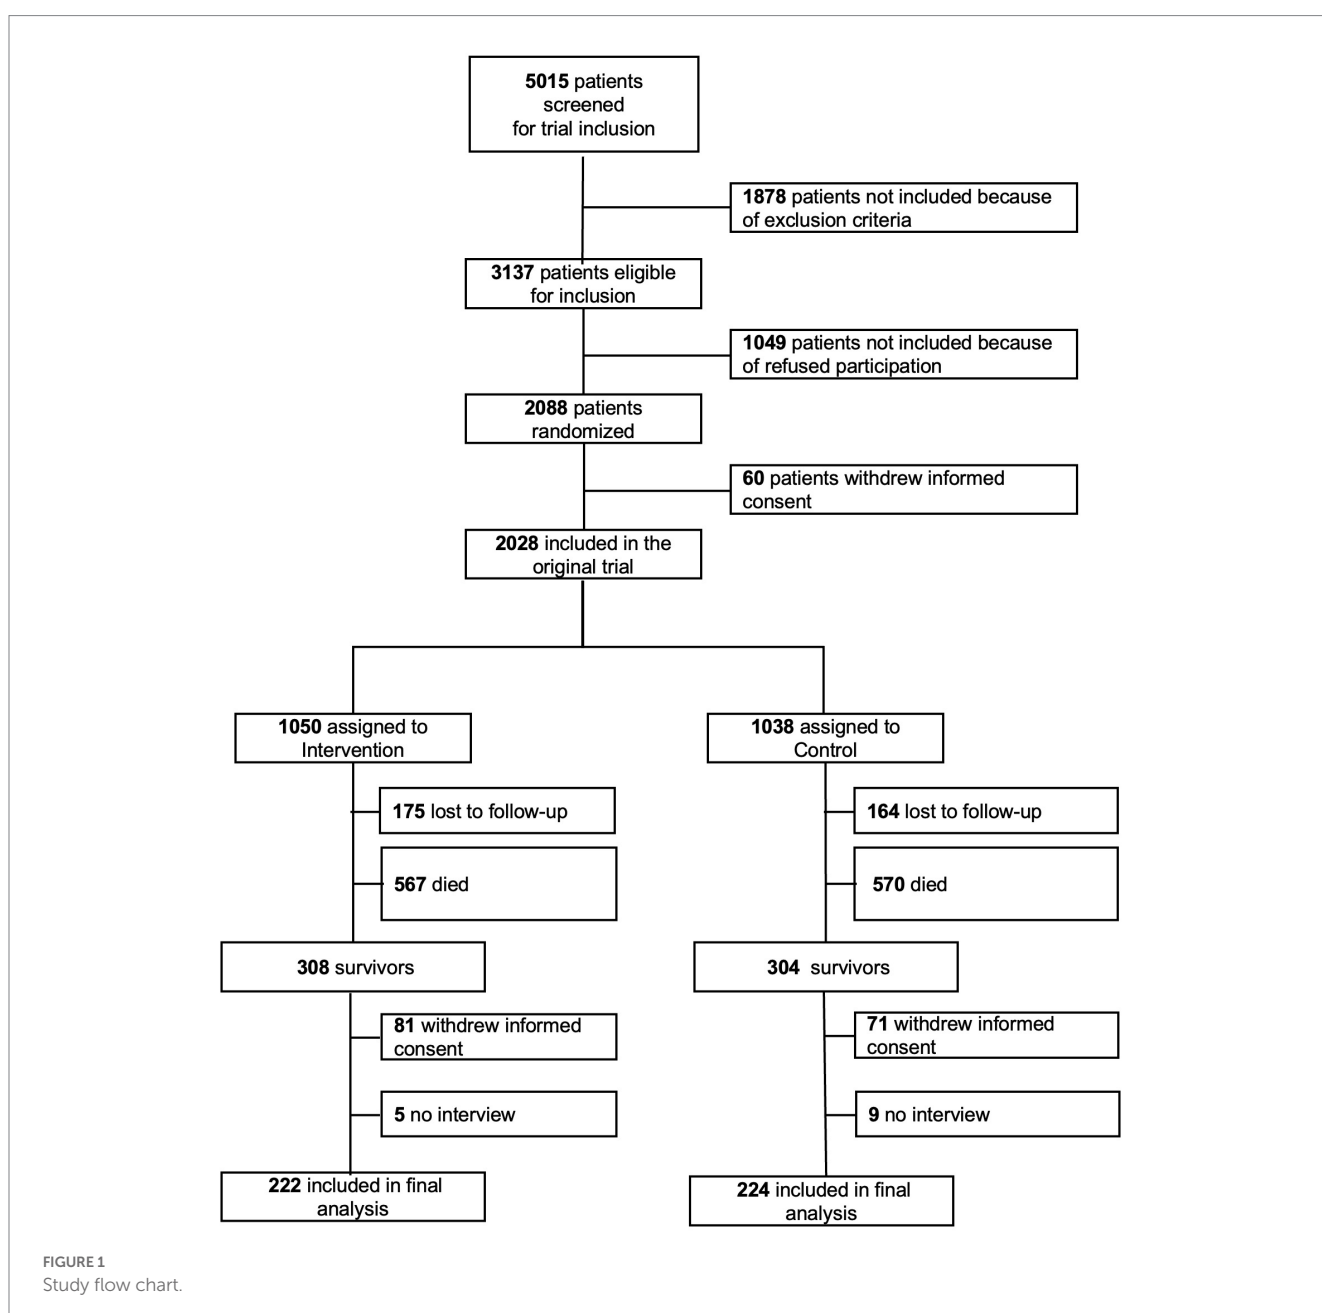 5015 patients
screened
for trial inclusion
1878 patients not included because
of exclusion criteria
3137 patients eligible
for inclusion
1049 patients not included because
of refused participation
2088 patients
randomized
60 patients withdrew informed
consent
2028 included in the
original trial
1050 assigned to
Intervention
1038 assigned to
Control
175 lost to follow-up
164 lost to follow-up
567 died
570 died
308 survivors
304 survivors
81 withdrew informed
consent
71 withdrew informed
consent
5 no interview
9 no interview
222 included in final
analysis
224 included in final
analysis
FIGURE 1
Study flow chart.